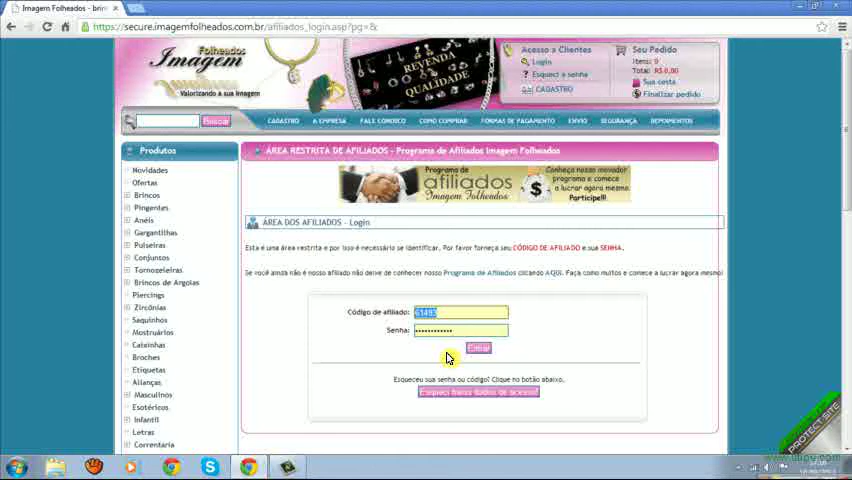 Imagem Folheados - brin
https://secure.imagemfolheados.com.br/afiliados_login.asp?pg=&
Folheados
Imagem
Valorizando a sua imagem
REVENDA
QUALIDADE
Acesso a Clientes
Login
Esqueci a senha
CADASTRO
Seu Pedido
Itens: 0
Total: R$ 0,00
Sua conta
Finalizar pedido
Buscar
CADASTRO A EMPRESA FALE CONOSCO COMO COMPRAR FORMAS DE PAGAMENTO ENVIO SEGURANÇA DEPOIMENTOS
Produtos
Novidades
Ofertas
Brincos
Pingentes
Anéis
Gargantilhas
Pulseiras
Conjuntos
Tornozeleiras
Brincos de Argolas
Piercings
Zircônias
Saquinhos
Mostruários
Caixinhas
Broches
Etiquetas
Alianças
Masculinos
Esotéricos
Infantil
Letras
Correntaria
ÁREA RESTRITA DE AFILIADOS - Programa de Afiliados Imagem Folheados
Programa de
afiliados
Imagem Folheados
Conheça nosso inovador
programa e comece
a lucrar agora mesmo.
Participe!!!
ÁREA DOS AFILIADOS - Login
Esta é uma área restrita e por isso é necessário se identificar. Por favor forneça seu CÓDIGO DE AFILIADO e sua SENHA.
Se você ainda não é nosso afiliado não deixe de conhecer nosso Programa de Afiliados clicando AQUI. Faça como muitos e comece a lucrar agora mesmo!
Código de afiliado: 61493
Senha: ••••••••••••
Entrar
Esqueceu sua senha ou código? Clique no botão abaixo.
Esqueci meus dados de acesso!
PROTECT SITE